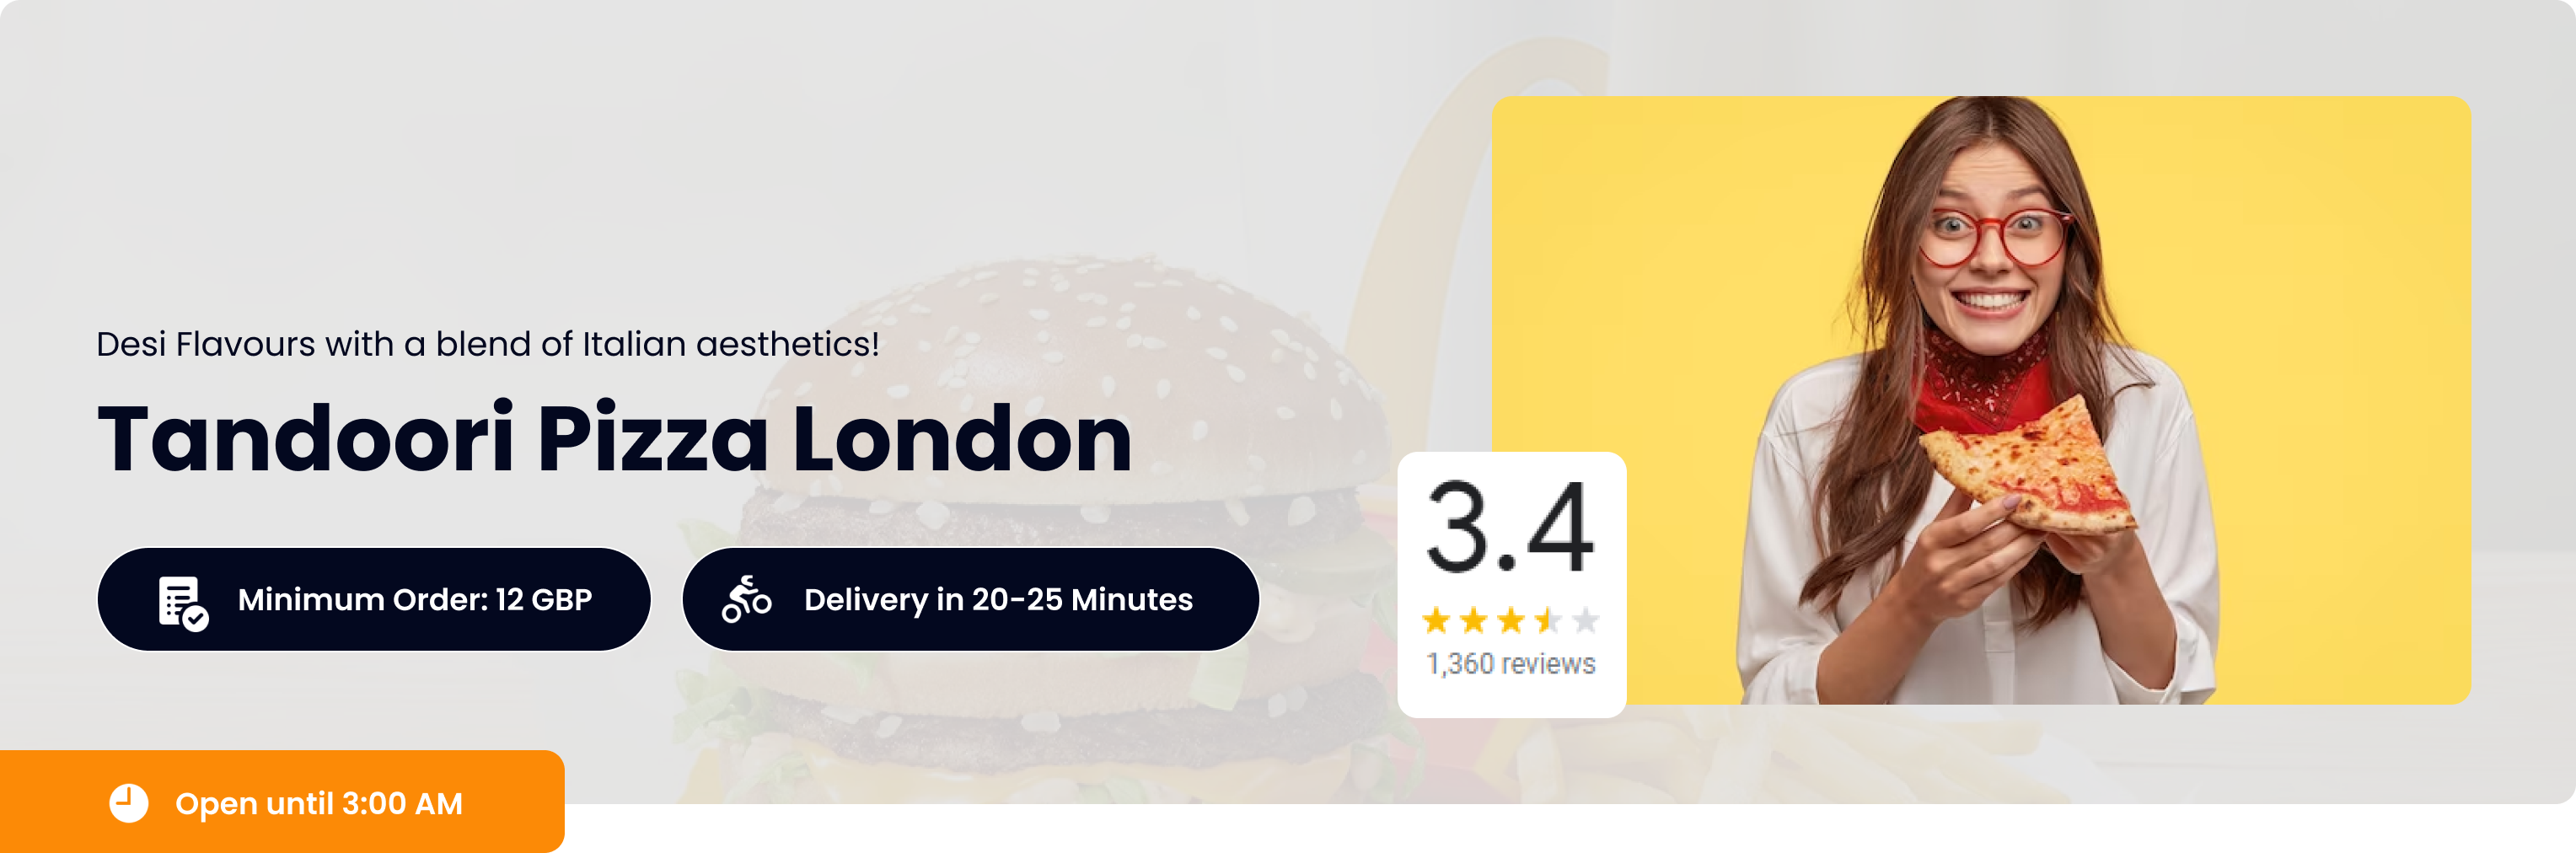 Desi Flavours with a blend of Italian aesthetics!
Tandoori Pizza London
Minimum Order: 12 GBP
Delivery in 20-25 Minutes
3.4
1,360 reviews
Open until 3:00 AM